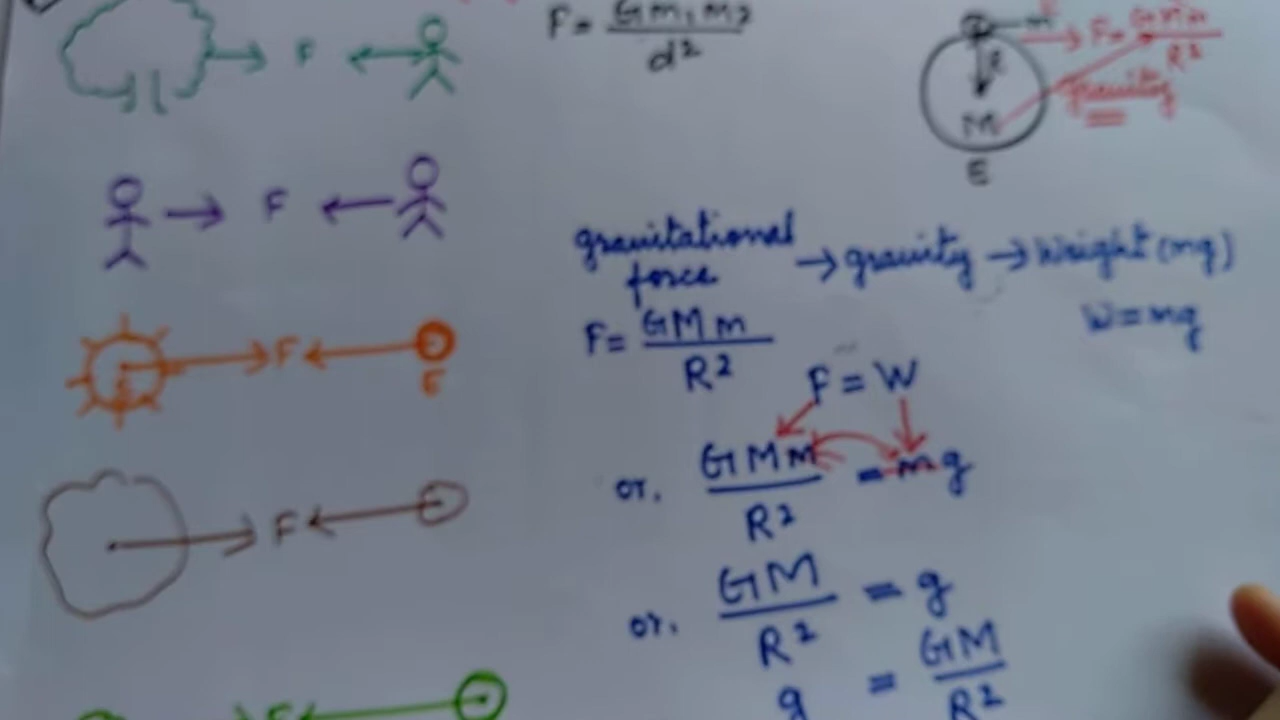 F
F = Gm₁m₂/d²
m
F = GMm/R²
R
gravity
M
E
F
gravitational force → gravity → Weight (mg)
W = mg
F = GMm/R²
F
E
F = W
or, GMm/R² = mg
F
or, GM/R² = g
g = GM/R²
F